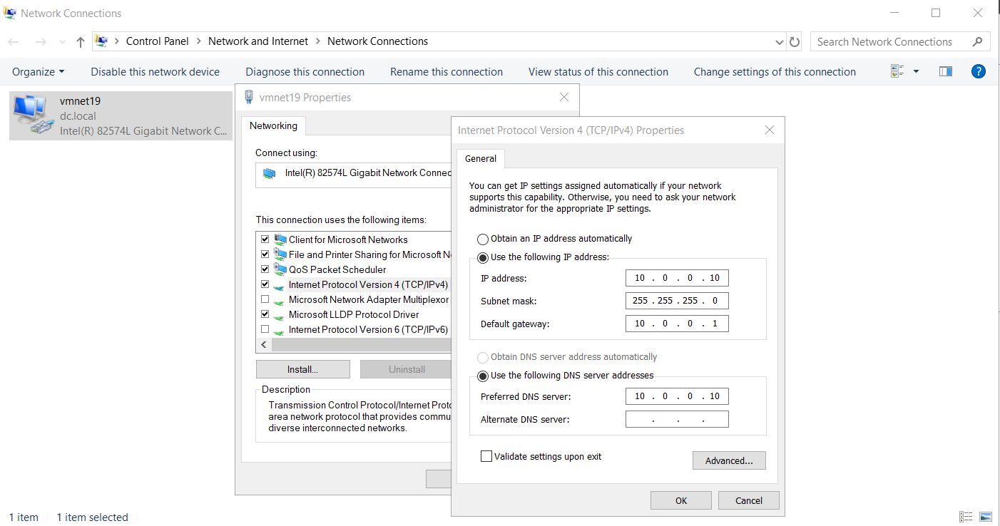 Network Connections
Control Panel > Network and Internet > Network Connections
Search Network Connections
Organize Disable this network device Diagnose this connection Rename this connection View status of this connection Change settings of this connection
vmnet19
dc.local
Intel(R) 82574L Gigabit Network C...
vmnet19 Properties
Networking
Connect using:
Intel(R) 82574L Gigabit Network Connec
This connection uses the following items:
Client for Microsoft Networks
File and Printer Sharing for Microsoft N
QoS Packet Scheduler
Internet Protocol Version 4 (TCP/IPv4)
Microsoft Network Adapter Multiplexor
Microsoft LLDP Protocol Driver
Internet Protocol Version 6 (TCP/IPv6)
Install... Uninstall
Description
Transmission Control Protocol/Internet Proto
area network protocol that provides commu
diverse interconnected networks.
Internet Protocol Version 4 (TCP/IPv4) Properties
General
You can get IP settings assigned automatically if your network
supports this capability. Otherwise, you need to ask your network
administrator for the appropriate IP settings.
Obtain an IP address automatically
Use the following IP address:
IP address: 10 . 0 . 0 . 10
Subnet mask: 255 . 255 . 255 . 0
Default gateway: 10 . 0 . 0 . 1
Obtain DNS server address automatically
Use the following DNS server addresses
Preferred DNS server: 10 . 0 . 0 . 10
Alternate DNS server: . . .
Validate settings upon exit
Advanced...
OK Cancel
1 item 1 item selected